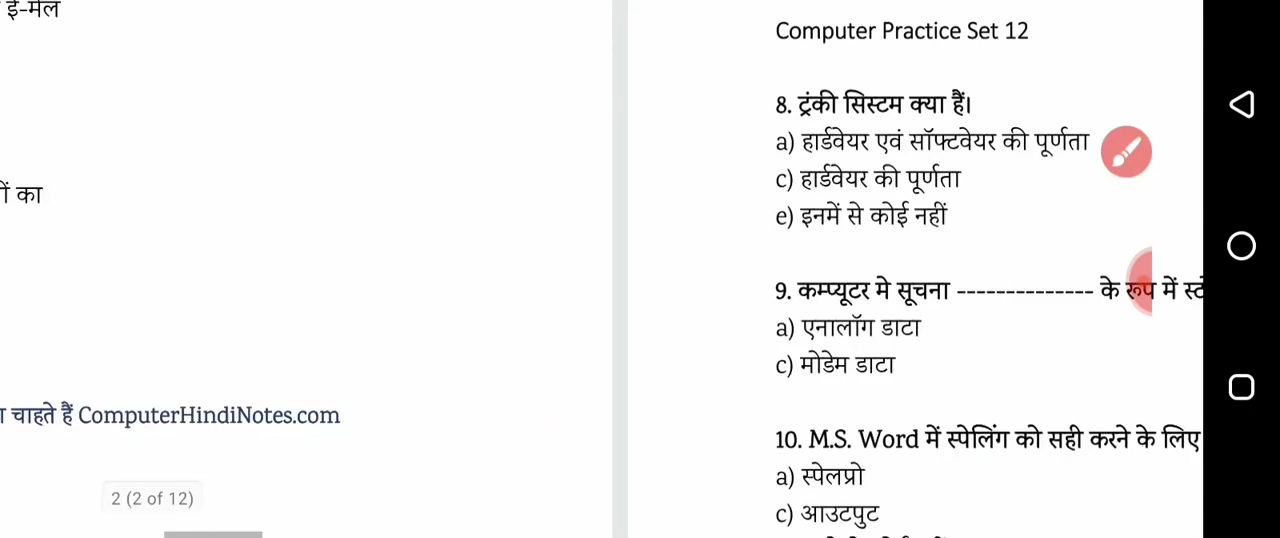 ई-मेल
का
चाहते हैं ComputerHindiNotes.com
2 (2 of 12)
Computer Practice Set 12
8. ट्रंकी सिस्टम क्या हैं।
a) हार्डवेयर एवं सॉफ्टवेयर की पूर्णता
c) हार्डवेयर की पूर्णता
e) इनमें से कोई नहीं
9. कम्प्यूटर मे सूचना -------------- के रूप में
a) एनालॉग डाटा
c) मोडेम डाटा
10. M.S. Word में स्पेलिंग को सही करने के लिए
a) स्पेलप्रो
c) आउटपुट